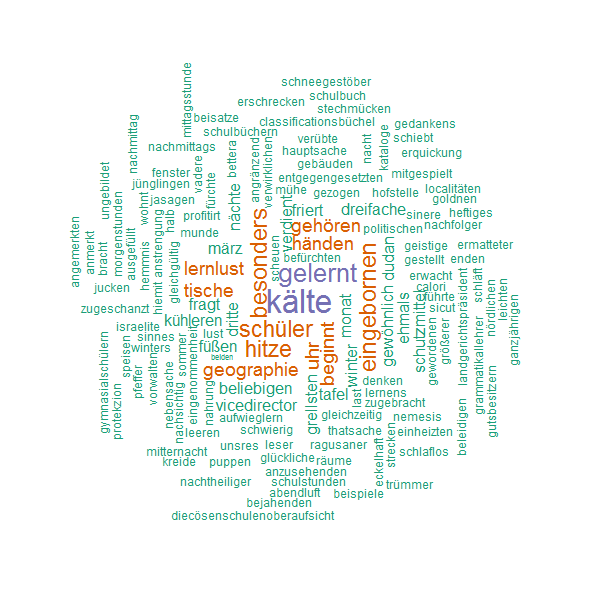 schneegestöber
mittagsstunde
erschrecken
schulbuch
stechmücken
beisatze
classificationsbüchel
gedankens
nachmittag
schulbüchern
verübte
nacht
kataloge
schiebt
nachmittags
bettera
angränzend
verwirklichen
hauptsache
erquickung
ungebildet
fenster
vadere
gebäuden
entgegengesetzten
mitgespielt
jünglingen
fürchte
mühe
gezogen
hofstelle
localitäten
jasagen
nächte
goldnen
morgenstunden
wohnt
halb
profitirt
besonders
verdient
friert
dreifache
sinere
heftiges
angemerkten
anmerkt
bracht
ausgefüllt
hiemit
anstrengung
munde
gehören
politischen
nachfolger
märz
scheuen
händen
geistige
ermatteter
hemmnis
gleichgültig
lernlust
befürchten
eingebornen
dudan
gestellt
enden
jucken
tische
gelernt
erwacht
schläft
nördlichen
leichten
zugeschanzt
fragt
kälte
monat
gewöhnlich
ehmals
schutzmittel
calori
führte
sicut
landgerichtspräsident
ganzjährigen
israelite
kühleren
dritte
schüler
sinnes
lust
füßen
hitze
uhr
beginnt
winter
gewordenen
größerer
winters
beiden
speisen
sommer
eingenommenheit
geographie
denken
grammatikallehrer
gutsbesitzern
gymnasialschülern
protekzion
pfeffer
vorwalten
nebensache
nachsichtig
nahrung
beliebigen
grellsten
tafel
last
lernens
zugebracht
vicedirector
gleichzeitig
nemesis
beleidigen
aufwieglern
leeren
schwierig
thatsache
einheizten
mitternacht
unsres
leser
ragusaner
eckelhaft
strecken
schlaflos
kreide
puppen
glückliche
räume
anzusehenden
nachtheiliger
schulstunden
trümmer
abendluft
beispiele
bejahenden
diecösenschulenoberaufsicht